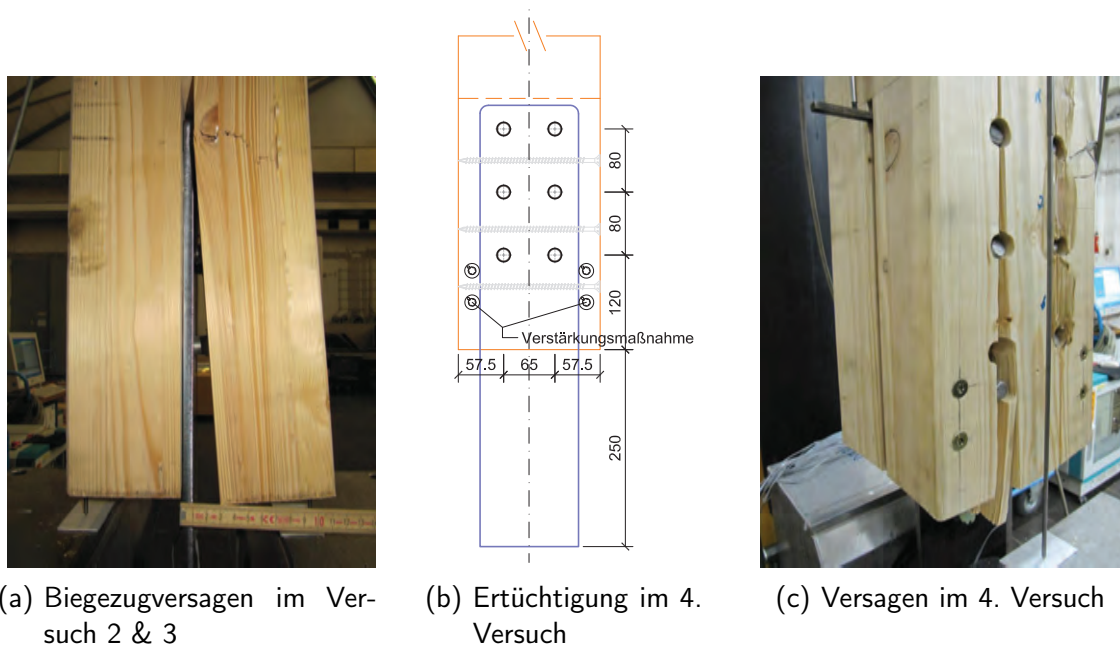 80
80
120
Verstärkungsmaßnahme
57.5 65 57.5
250
10
(a) Biegezugversagen im Ver-
such 2 & 3
(b) Ertüchtigung im 4.
Versuch
(c) Versagen im 4. Versuch